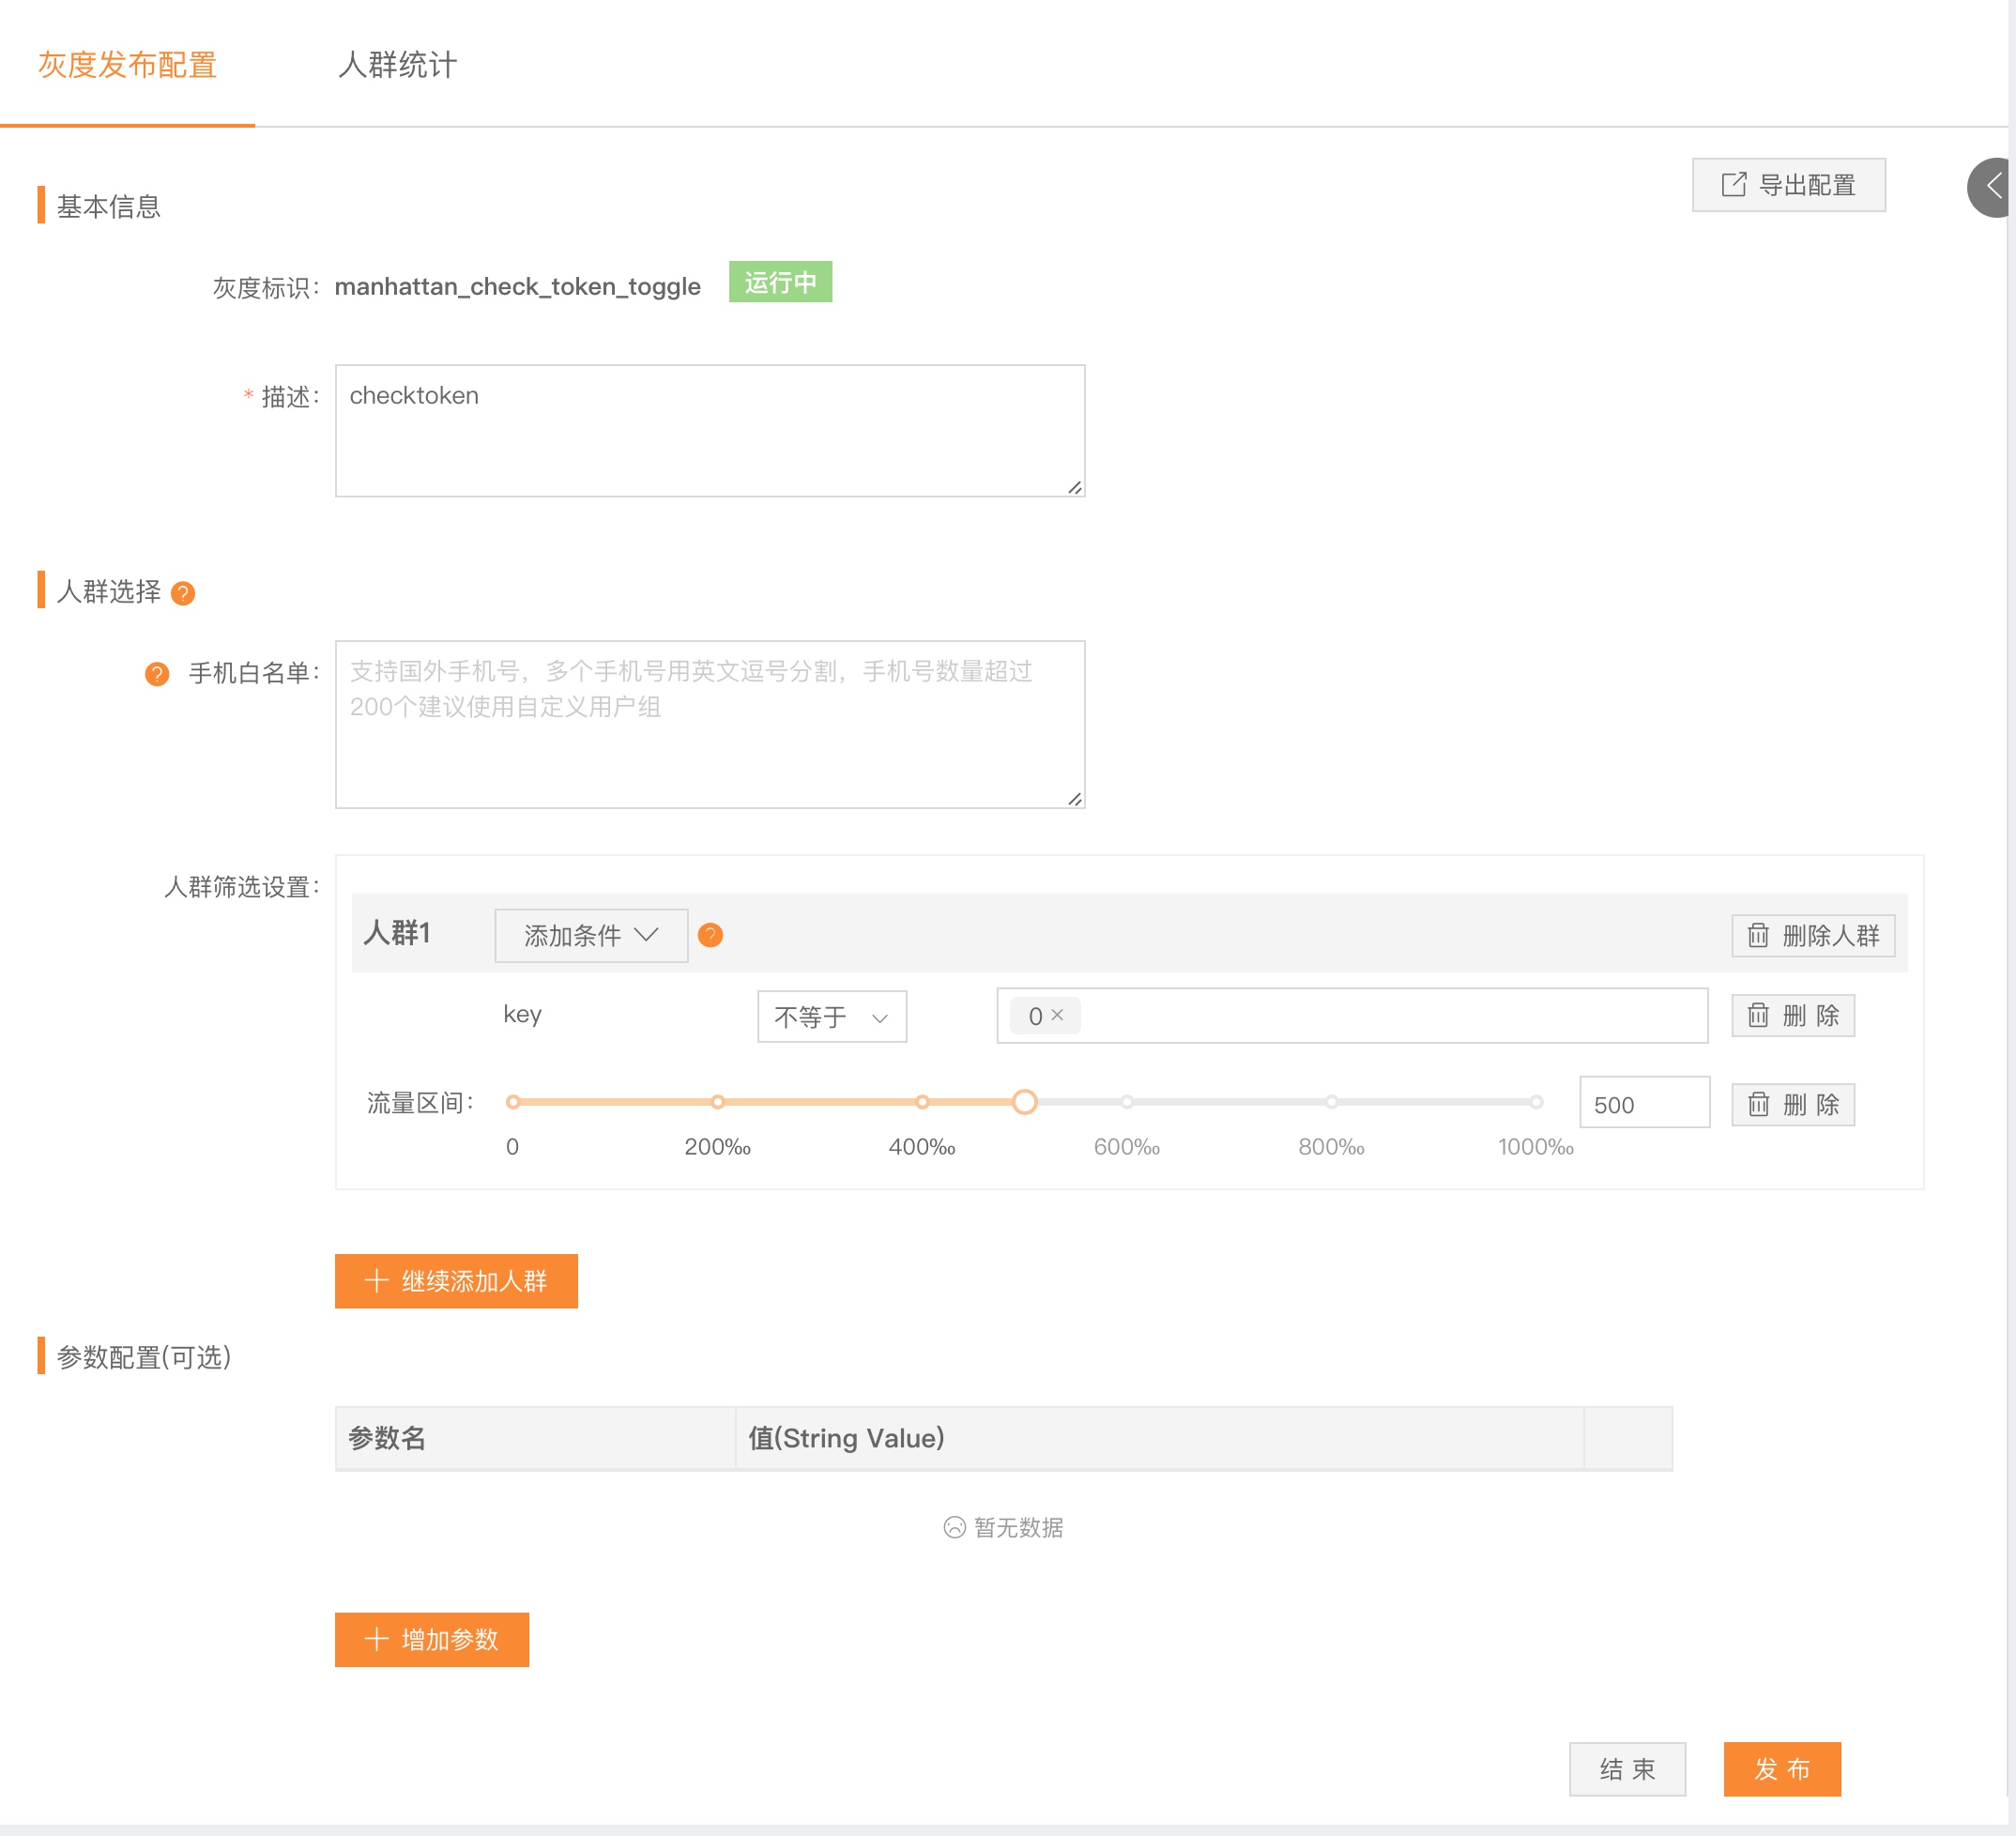 灰度发布配置 人群统计
基本信息
导出配置
灰度标识: manhattan_check_token_toggle 运行中
* 描述: checktoken
人群选择 ?
? 手机白名单: 支持国外手机号，多个手机号用英文逗号分割，手机号数量超过
200个建议使用自定义用户组
人群筛选设置:
人群1 添加条件 ? 删除人群
key 不等于 0 × 删 除
流量区间: 500 删 除
0 200‰ 400‰ 600‰ 800‰ 1000‰
继续添加人群
参数配置(可选)
参数名 值(String Value)
暂无数据
增加参数
结 束 发 布